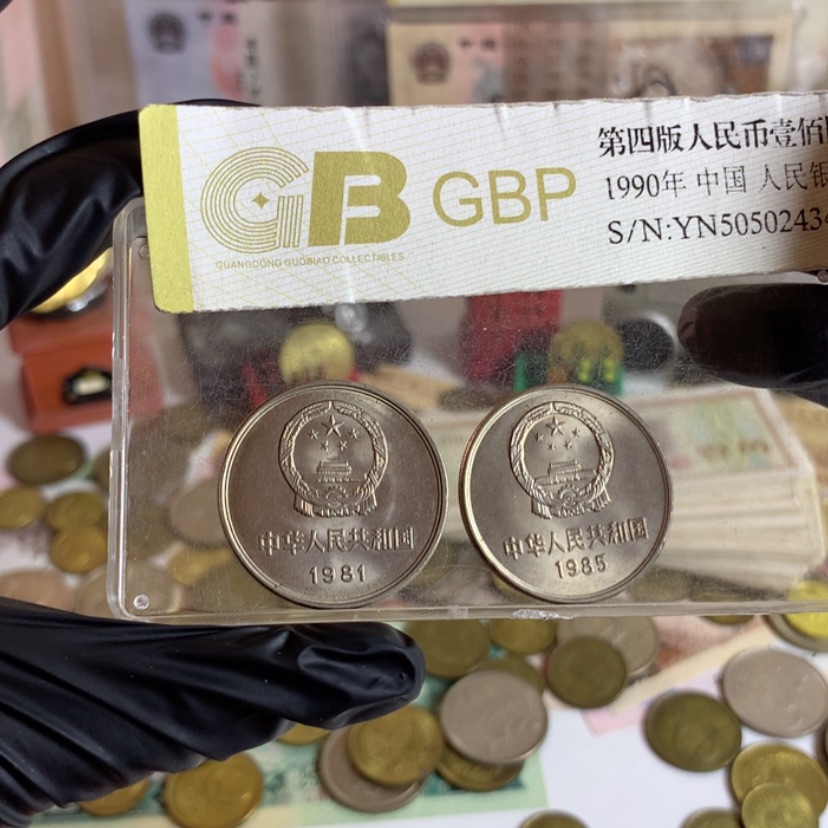 GB GBP
GUANGDONG GUOBIAO COLLECTIBLES
第四版人民币壹佰
1990年 中国 人民银
S/N:YN5050243
中华人民共和国
1981
中华人民共和国
1985